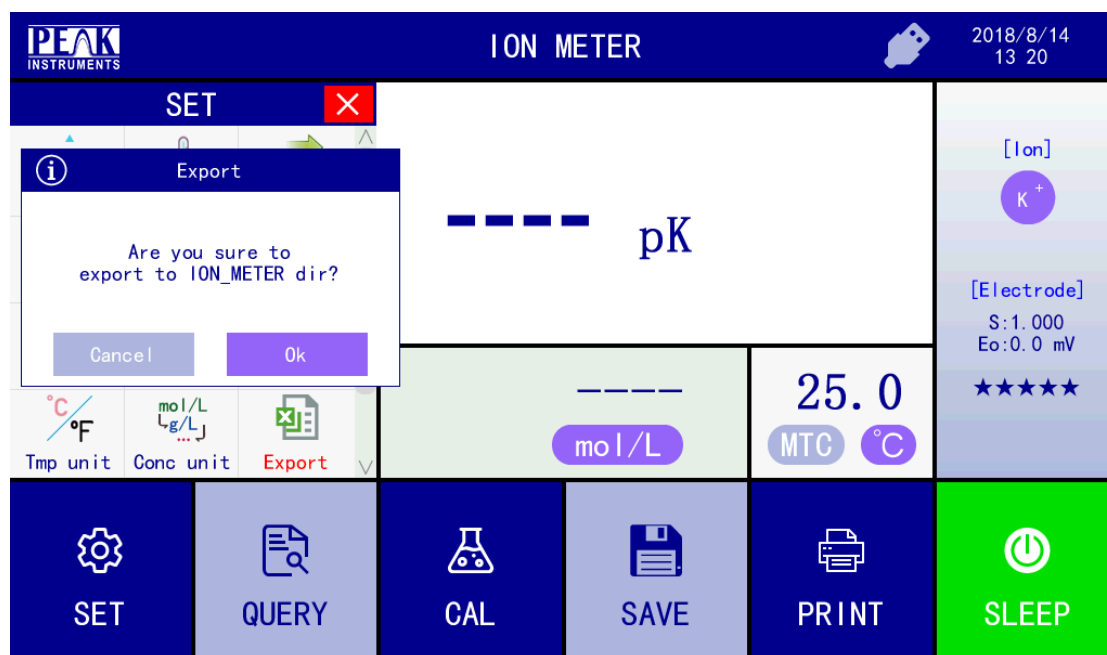 PEAK
INSTRUMENTS
ION METER
2018/8/14
13 20
SET
Export
Are you sure to
export to ION_METER dir?
Cancel
Ok
°C/°F
mol/L
g/L
...
Tmp unit
Conc unit
Export
---- pK
----
mol/L
25.0
MTC
°C
[Ion]
K+
[Electrode]
S:1.000
Eo:0.0 mV
★★★★★
SET
QUERY
CAL
SAVE
PRINT
SLEEP